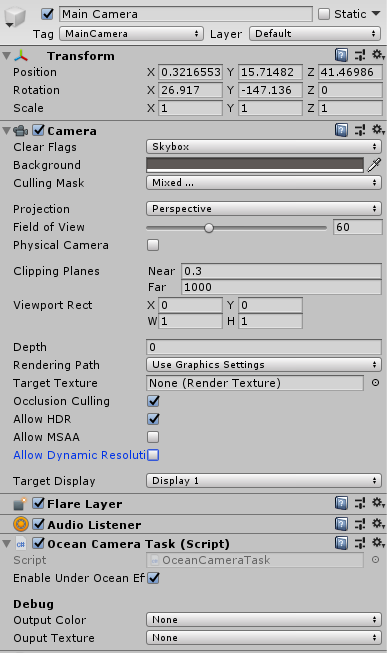 Main Camera Static
Tag MainCamera Layer Default
Transform
Position X 0.3216553 Y 15.71482 Z 41.46986
Rotation X 26.917 Y -147.136 Z 0
Scale X 1 Y 1 Z 1
Camera
Clear Flags Skybox
Background
Culling Mask Mixed ...
Projection Perspective
Field of View 60
Physical Camera
Clipping Planes Near 0.3
Far 1000
Viewport Rect X 0 Y 0
W 1 H 1
Depth 0
Rendering Path Use Graphics Settings
Target Texture None (Render Texture)
Occlusion Culling
Allow HDR
Allow MSAA
Allow Dynamic Resoluti
Target Display Display 1
Flare Layer
Audio Listener
Ocean Camera Task (Script)
Script OceanCameraTask
Enable Under Ocean Ef
Debug
Output Color None
Ouput Texture None